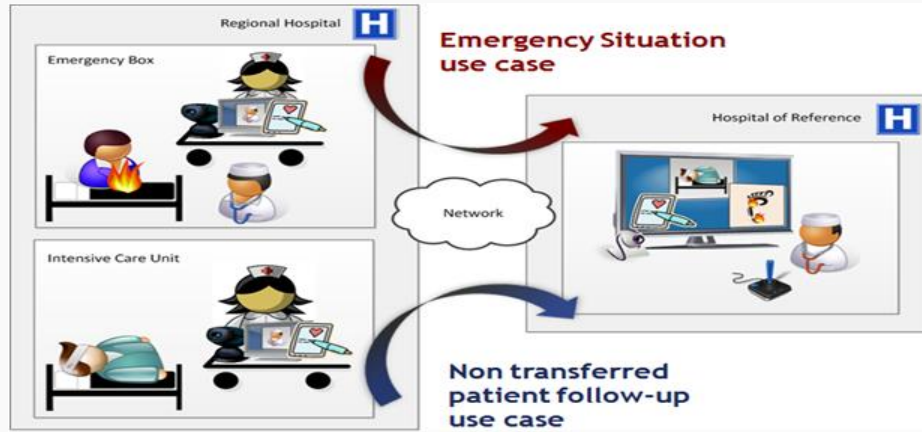 Regional Hospital H
Emergency Box
Emergency Situation
use case
Hospital of Reference H
Network
Intensive Care Unit
Non transferred
patient follow-up
use case